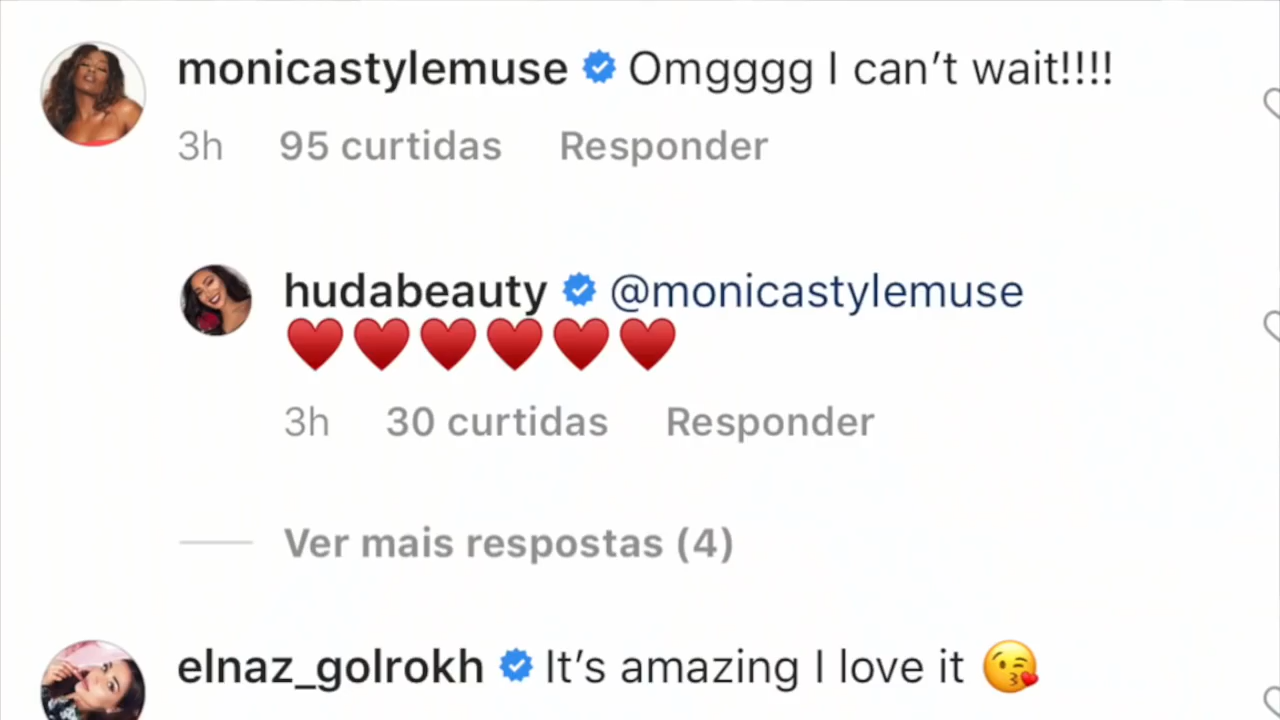 monicastylemuse Omgggg I can’t wait!!!!
3h 95 curtidas Responder
hudabeauty @monicastylemuse
♥️♥️♥️♥️♥️♥️
3h 30 curtidas Responder
Ver mais respostas (4)
elnaz_golrokh It’s amazing I love it 😘